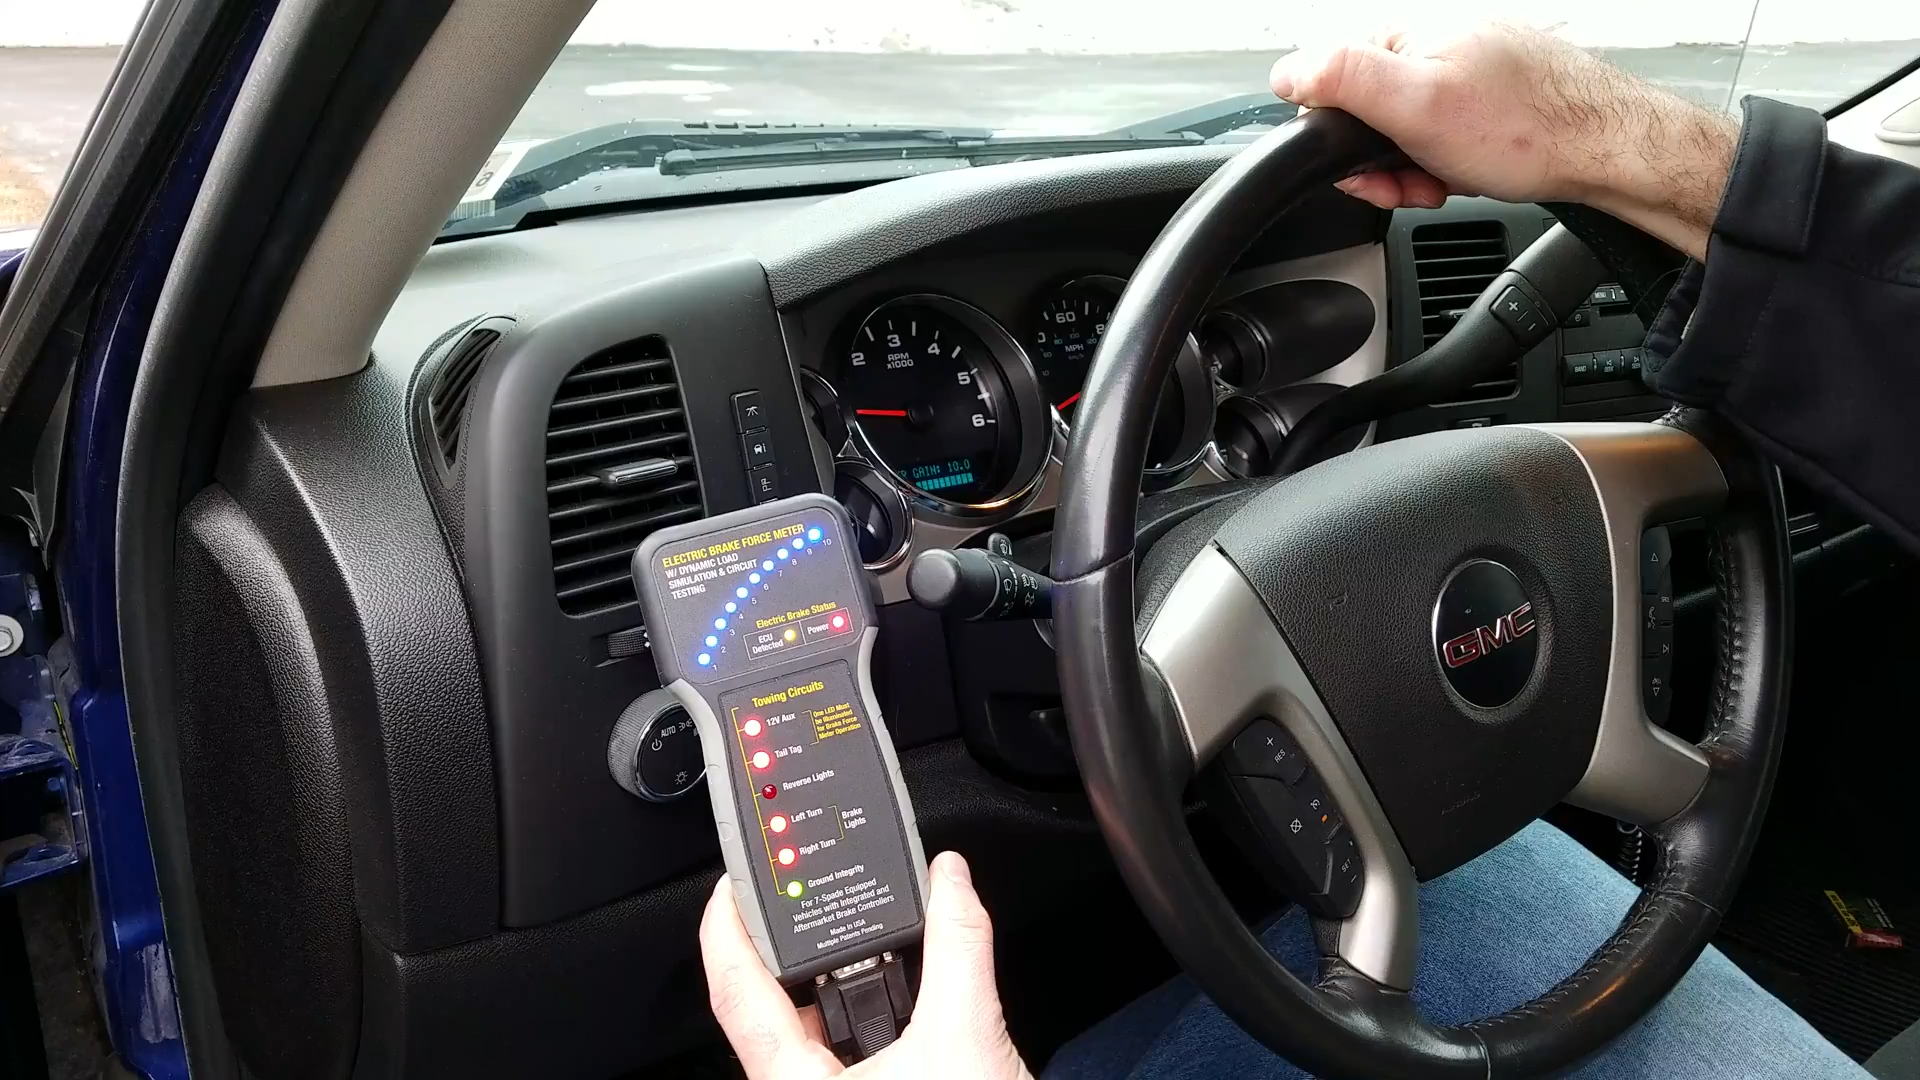 ELECTRIC BRAKE FORCE METER
W/ DYNAMIC LOAD
SIMULATION & CIRCUIT
TESTING
10
9
8
7
6
5
4
3
2
1
Electric Brake Status
ECU
Detected
Power
Towing Circuits
12V Aux
One LED Must
be Illuminated
for Brake Force
Meter Operation
Tail Tag
Reverse Lights
Left Turn
Right Turn
Brake
Lights
Ground Integrity
For 7-Spade Equipped
Vehicles with Integrated and
Aftermarket Brake Controllers
Made in USA
Multiple Patents Pending
2
3
4
5
6
RPM
x1000
GAIN: 10.0
60
MPH
AUTO
GMC
+
RES
SET
-
+
-
MENU
BAND
SEEK